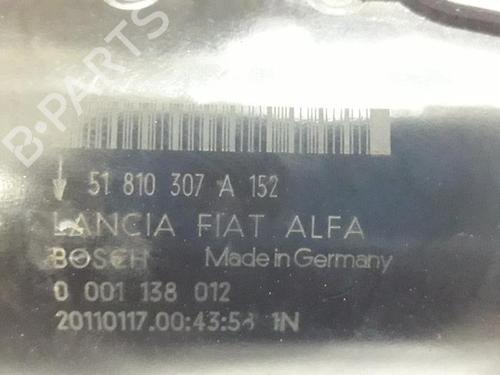 B-PARTS
51 810 307 A 152
LANCIA FIAT ALFA
BOSCH Made in Germany
0 001 138 012
20110117.00:43:54 1N